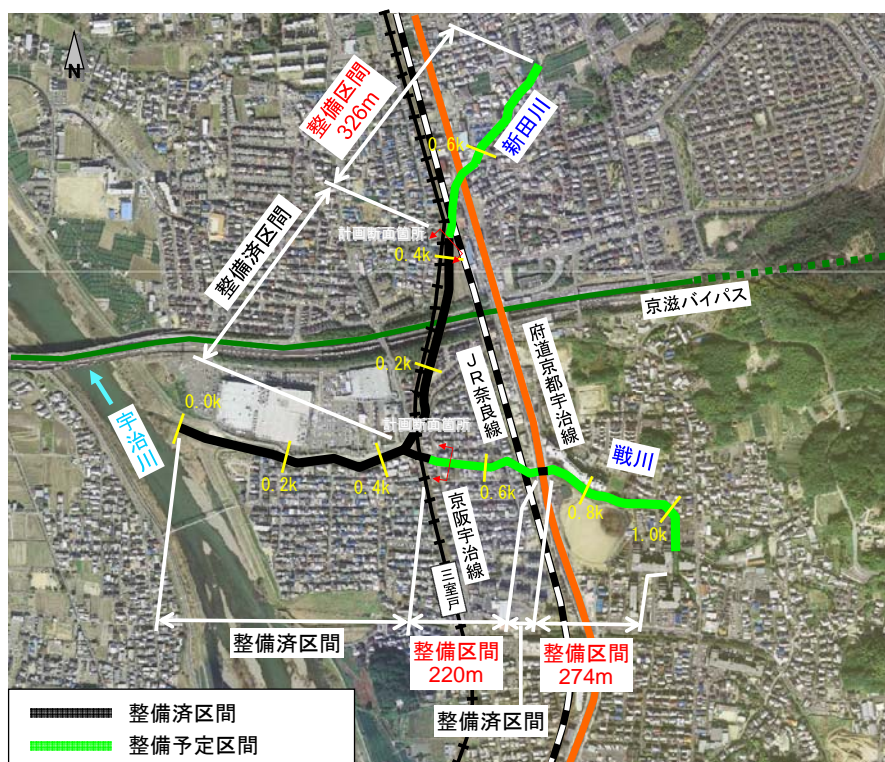 N
整備区間
326m
新田川
0.6k
整備済区間
計画断面箇所
0.4k
京滋バイパス
0.2k
JR奈良線
府道京都宇治線
宇治川
0.0k
計画断面箇所
戦川
0.2k
0.4k
0.6k
0.8k
1.0k
京阪宇治線
三室戸
整備済区間
整備区間
220m
整備区間
274m
整備済区間
整備済区間
整備予定区間